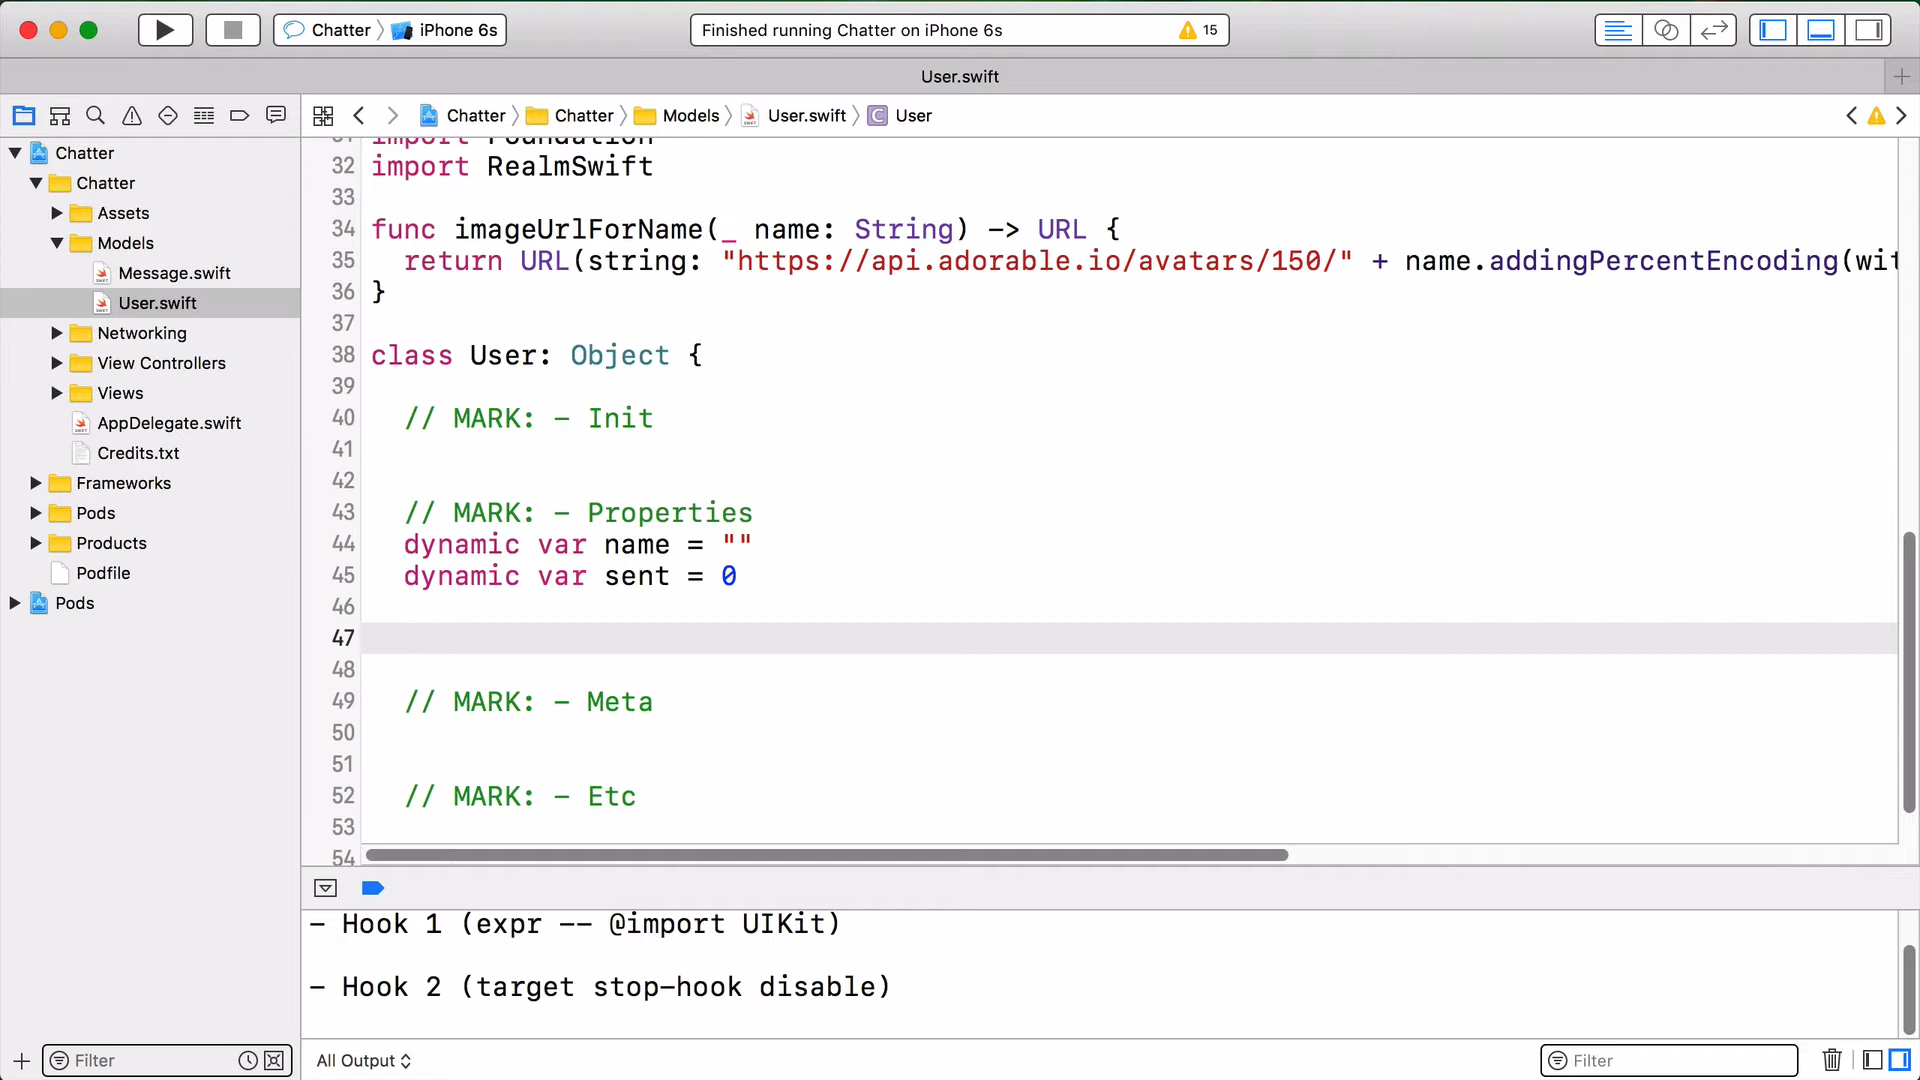 Chatter
iPhone 6s
Finished running Chatter on iPhone 6s
15
User.swift
Chatter
Chatter
Models
User.swift
C
User
Chatter
Chatter
Assets
Models
Message.swift
User.swift
Networking
View Controllers
Views
AppDelegate.swift
Credits.txt
Frameworks
Pods
Products
Podfile
Pods
31 import Foundation
32 import RealmSwift
33
34 func imageUrlForName(_ name: String) -> URL {
35 return URL(string: "https://api.adorable.io/avatars/150/" + name.addingPercentEncoding(wit
36 }
37
38 class User: Object {
39
40 // MARK: - Init
41
42
43 // MARK: - Properties
44 dynamic var name = ""
45 dynamic var sent = 0
46
47
48
49 // MARK: - Meta
50
51
52 // MARK: - Etc
53
54
- Hook 1 (expr -- @import UIKit)
- Hook 2 (target stop-hook disable)
Filter
All Output
Filter